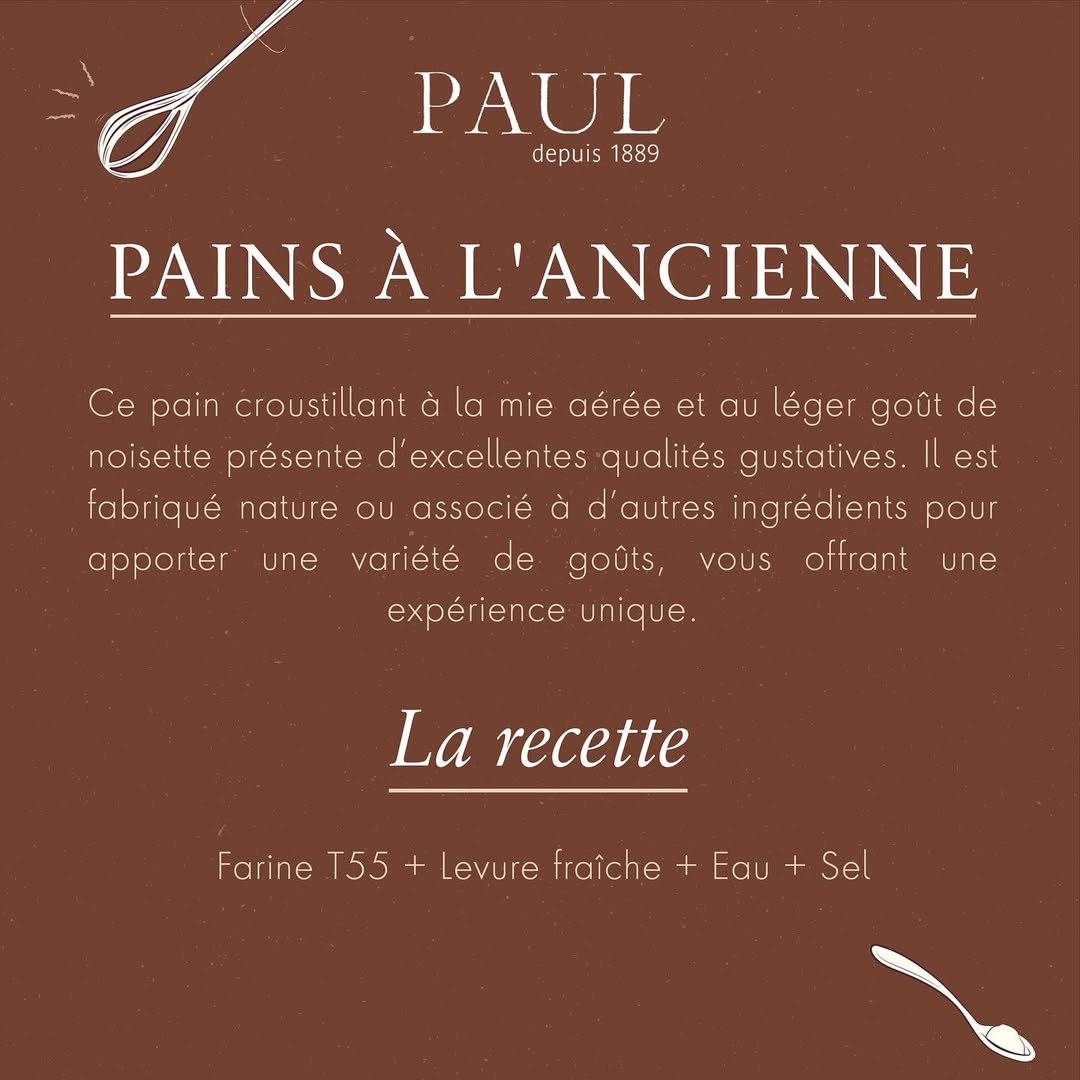 PAUL
depuis 1889
PAINS À L'ANCIENNE
Ce pain croustillant à la mie aérée et au léger goût de
noisette présente d’excellentes qualités gustatives. Il est
fabriqué nature ou associé à d’autres ingrédients pour
apporter une variété de goûts, vous offrant une
expérience unique.
La recette
Farine T55 + Levure fraîche + Eau + Sel